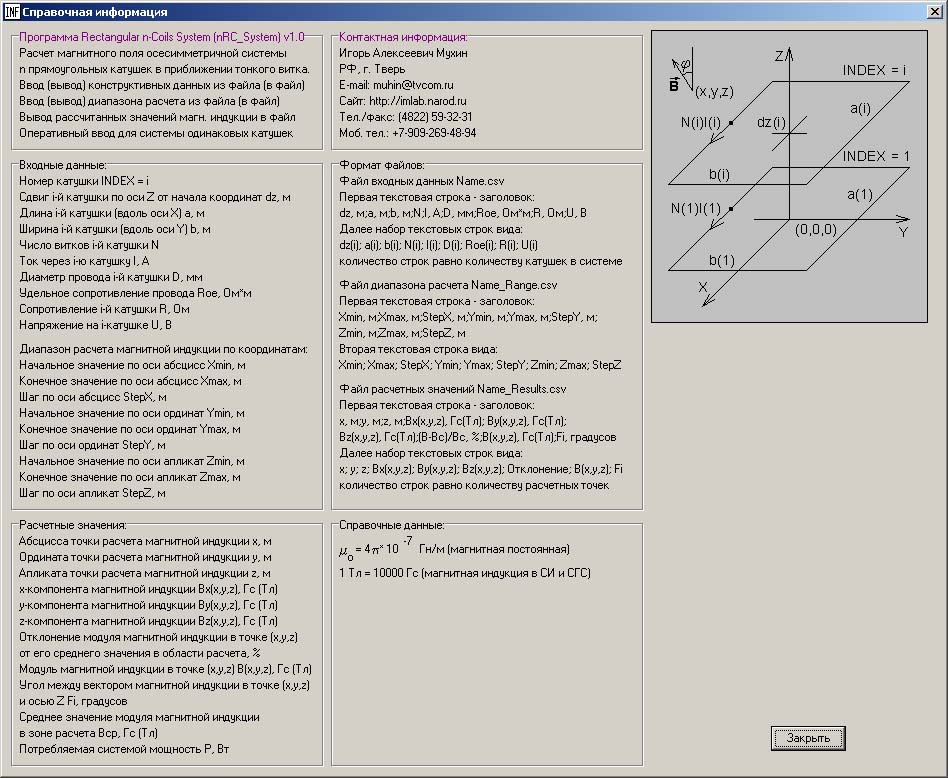 INF Справочная информация
Программа Rectangular n-Coils System (nRC_System) v1.0
Расчет магнитного поля осесимметричной системы
n прямоугольных катушек в приближении тонкого витка.
Ввод (вывод) конструктивных данных из файла (в файл)
Ввод (вывод) диапазона расчета из файла (в файл)
Вывод рассчитанных значений магн. индукции в файл
Оперативный ввод для системы одинаковых катушек
Входные данные:
Номер катушки INDEX = i
Сдвиг i-й катушки по оси Z от начала координат dz, м
Длина i-й катушки (вдоль оси X) a, м
Ширина i-й катушки (вдоль оси Y) b, м
Число витков i-й катушки N
Ток через i-ю катушку I, А
Диаметр провода i-й катушки D, мм
Удельное сопротивление провода Roe, Ом*м
Сопротивление i-й катушки R, Ом
Напряжение на i-катушке U, В
Диапазон расчета магнитной индукции по координатам:
Начальное значение по оси абсцисс Xmin, м
Конечное значение по оси абсцисс Xmax, м
Шаг по оси абсцисс StepX, м
Начальное значение по оси ординат Ymin, м
Конечное значение по оси ординат Ymax, м
Шаг по оси ординат StepY, м
Начальное значение по оси апликат Zmin, м
Конечное значение по оси апликат Zmax, м
Шаг по оси апликат StepZ, м
Расчетные значения:
Абсцисса точки расчета магнитной индукции x, м
Ордината точки расчета магнитной индукции y, м
Апликата точки расчета магнитной индукции z, м
x-компонента магнитной индукции Bx(x,y,z), Гс (Тл)
y-компонента магнитной индукции By(x,y,z), Гс (Тл)
z-компонента магнитной индукции Bz(x,y,z), Гс (Тл)
Отклонение модуля магнитной индукции в точке (x,y,z)
от его среднего значения в области расчета, %
Модуль магнитной индукции в точке (x,y,z) B(x,y,z), Гс (Тл)
Угол между вектором магнитной индукции в точке (x,y,z)
и осью Z Fi, градусов
Среднее значение модуля магнитной индукции
в зоне расчета Bср, Гс (Тл)
Потребляемая системой мощность P, Вт
Контактная информация:
Игорь Алексеевич Мухин
РФ, г. Тверь
E-mail: muhin@tvcom.ru
Сайт: http://imlab.narod.ru
Тел./факс: (4822) 59-32-31
Моб. тел.: +7-909-269-48-94
Формат файлов:
Файл входных данных Name.csv
Первая текстовая строка - заголовок:
dz, м;a, м;b, м;N;I, А;D, мм;Roe, Ом*м;R, Ом;U, В
Далее набор текстовых строк вида:
dz(i); a(i); b(i); N(i); I(i); D(i); Roe(i); R(i); U(i)
количество строк равно количеству катушек в системе
Файл диапазона расчета Name_Range.csv
Первая текстовая строка - заголовок:
Xmin, м;Xmax, м;StepX, м;Ymin, м;Ymax, м;StepY, м;
Zmin, м;Zmax, м;StepZ, м
Вторая текстовая строка вида:
Xmin; Xmax; StepX; Ymin; Ymax; StepY; Zmin; Zmax; StepZ
Файл расчетных значений Name_Results.csv
Первая текстовая строка - заголовок:
x, м;y, м;z, м;Bx(x,y,z), Гс(Тл); By(x,y,z), Гс(Тл);
Bz(x,y,z), Гс(Тл);(B-Bc)/Bc, %;B(x,y,z), Гс(Тл);Fi, градусов
Далее набор текстовых строк вида:
x; y; z; Bx(x,y,z); By(x,y,z); Bz(x,y,z); Отклонение; B(x,y,z); Fi
количество строк равно количеству расчетных точек
Справочные данные:
μo = 4π*10 -7 Гн/м (магнитная постоянная)
1 Тл = 10000 Гс (магнитная индукция в СИ и СГС)
Z
φ
B
(x,y,z)
INDEX = i
a(i)
N(i)I(i)
dz(i)
b(i)
INDEX = 1
a(1)
N(1)I(1)
(0,0,0)
Y
b(1)
X
Закрыть